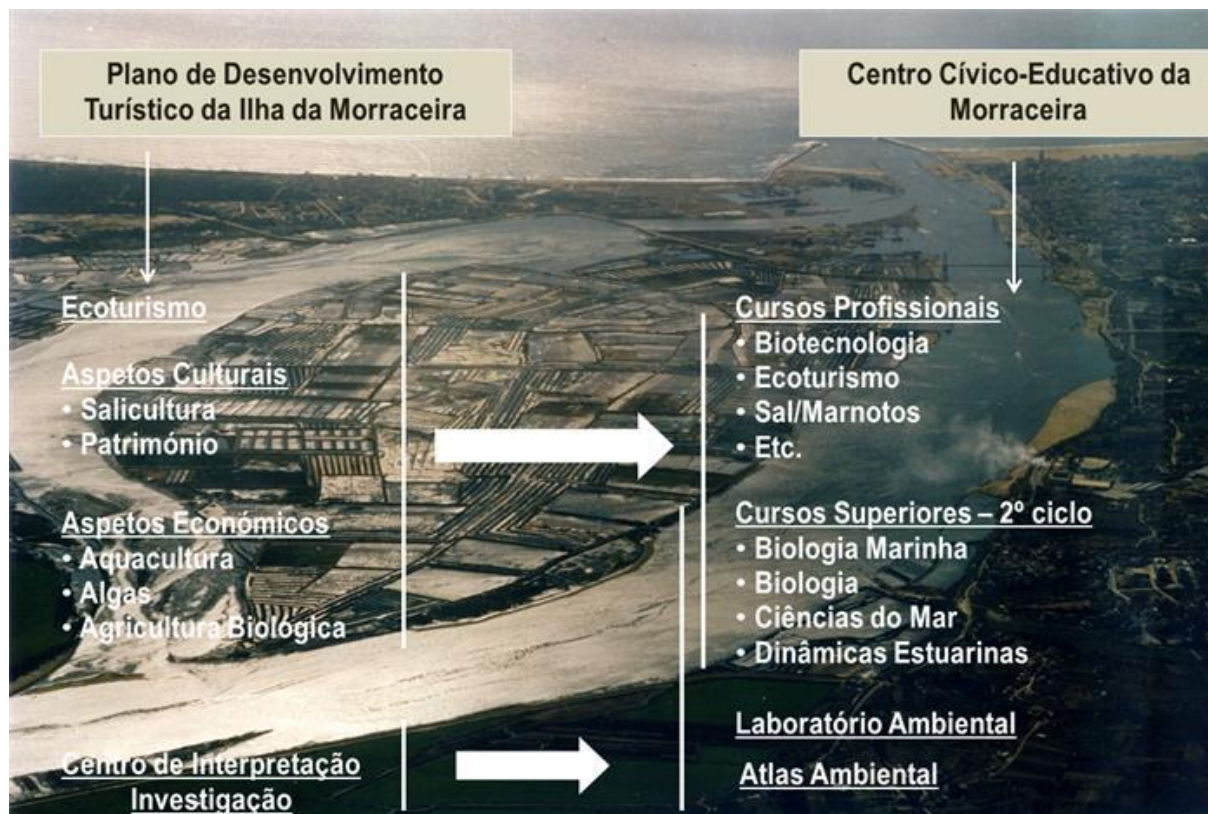 Plano de Desenvolvimento
Turístico da Ilha da Morraceira
Ecoturismo
Aspetos Culturais
• Salicultura
• Património
Aspetos Económicos
• Aquacultura
• Algas
• Agricultura Biológica
Centro de Interpretação
Investigação
Centro Cívico-Educativo da
Morraceira
Cursos Profissionais
• Biotecnologia
• Ecoturismo
• Sal/Marnotos
• Etc.
Cursos Superiores – 2º ciclo
• Biologia Marinha
• Biologia
• Ciências do Mar
• Dinâmicas Estuarinas
Laboratório Ambiental
Atlas Ambiental